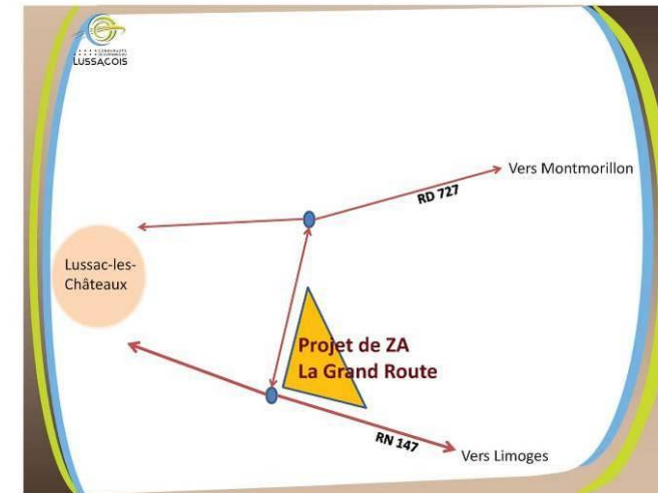 LUSSAÇOIS
Vers Montmorillon
RD 727
Lussac-les-
Châteaux
Projet de ZA
La Grand Route
RN 147
Vers Limoges